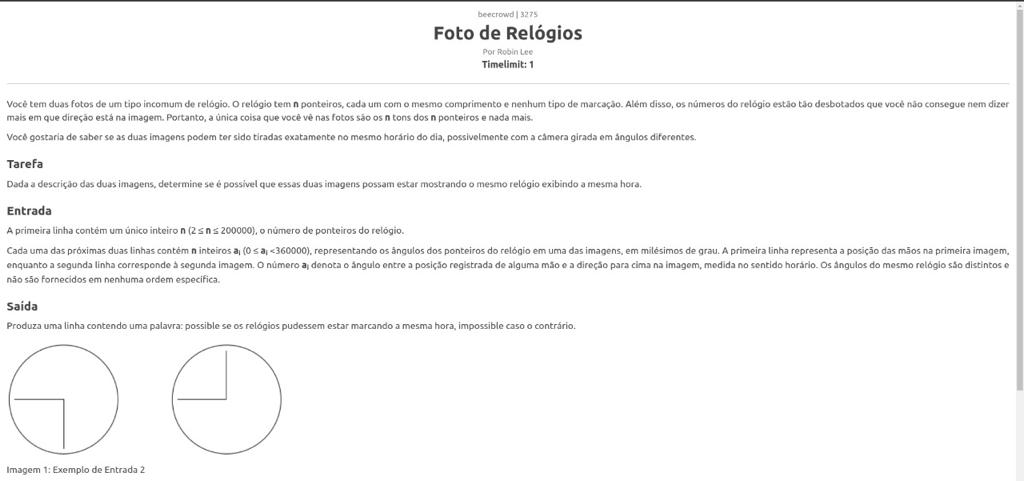 beecrowd | 3275
Foto de Relógios
Por Robin Lee
Timelimit: 1
Você tem duas fotos de um tipo incomum de relógio. O relógio tem n ponteiros, cada um com o mesmo comprimento e nenhum tipo de marcação. Além disso, os números do relógio estão tão desbotados que você não consegue nem dizer
mais em que direção está na imagem. Portanto, a única coisa que você vê nas fotos são os n tons dos n ponteiros e nada mais.
Você gostaria de saber se as duas imagens podem ter sido tiradas exatamente no mesmo horário do dia, possivelmente com a câmera girada em ângulos diferentes.
Tarefa
Dada a descrição das duas imagens, determine se é possível que essas duas imagens possam estar mostrando o mesmo relógio exibindo a mesma hora.
Entrada
A primeira linha contém um único inteiro n (2 ≤ n ≤ 200000), o número de ponteiros do relógio.
Cada uma das próximas duas linhas contém n inteiros ai (0 ≤ ai <360000), representando os ângulos dos ponteiros do relógio em uma das imagens, em milésimos de grau. A primeira linha representa a posição das mãos na primeira imagem,
enquanto a segunda linha corresponde à segunda imagem. O número ai denota o ângulo entre a posição registrada de alguma mão e a direção para cima na imagem, medida no sentido horário. Os ângulos do mesmo relógio são distintos e
não são fornecidos em nenhuma ordem específica.
Saída
Produza uma linha contendo uma palavra: possible se os relógios pudessem estar marcando a mesma hora, impossible caso o contrário.
Imagem 1: Exemplo de Entrada 2